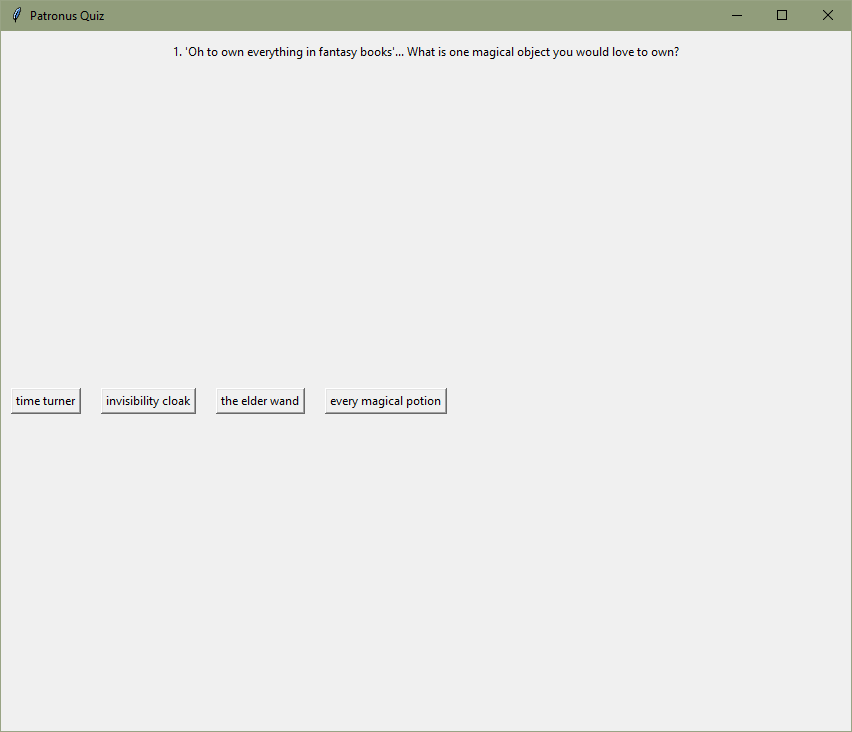 Patronus Quiz
1. 'Oh to own everything in fantasy books'... What is one magical object you would love to own?
time turner invisibility cloak the elder wand every magical potion